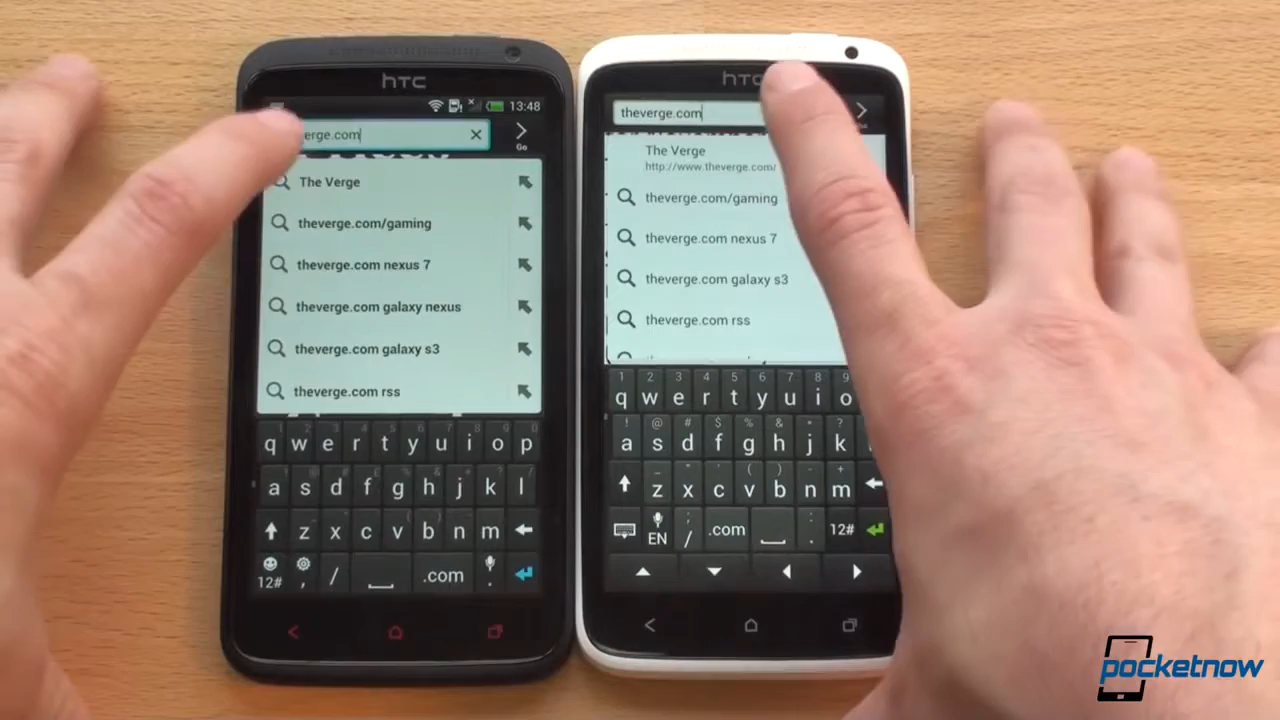 hTC
13:48
erge.com
Go
The Verge
theverge.com/gaming
theverge.com nexus 7
theverge.com galaxy nexus
theverge.com galaxy s3
theverge.com rss
q w e r t y u i o p
a s d f g h j k l
z x c v b n m
12# , / .com .
hTC
theverge.com
The Verge
http://www.theverge.com/
theverge.com/gaming
theverge.com nexus 7
theverge.com galaxy s3
theverge.com rss
1 2 3 4 5 6 7 8 9
q w e r t y u i o
! @ # $ % &
a s d f g h j k
z x c v b n m
EN ; / .com : . 12#
pocketnow